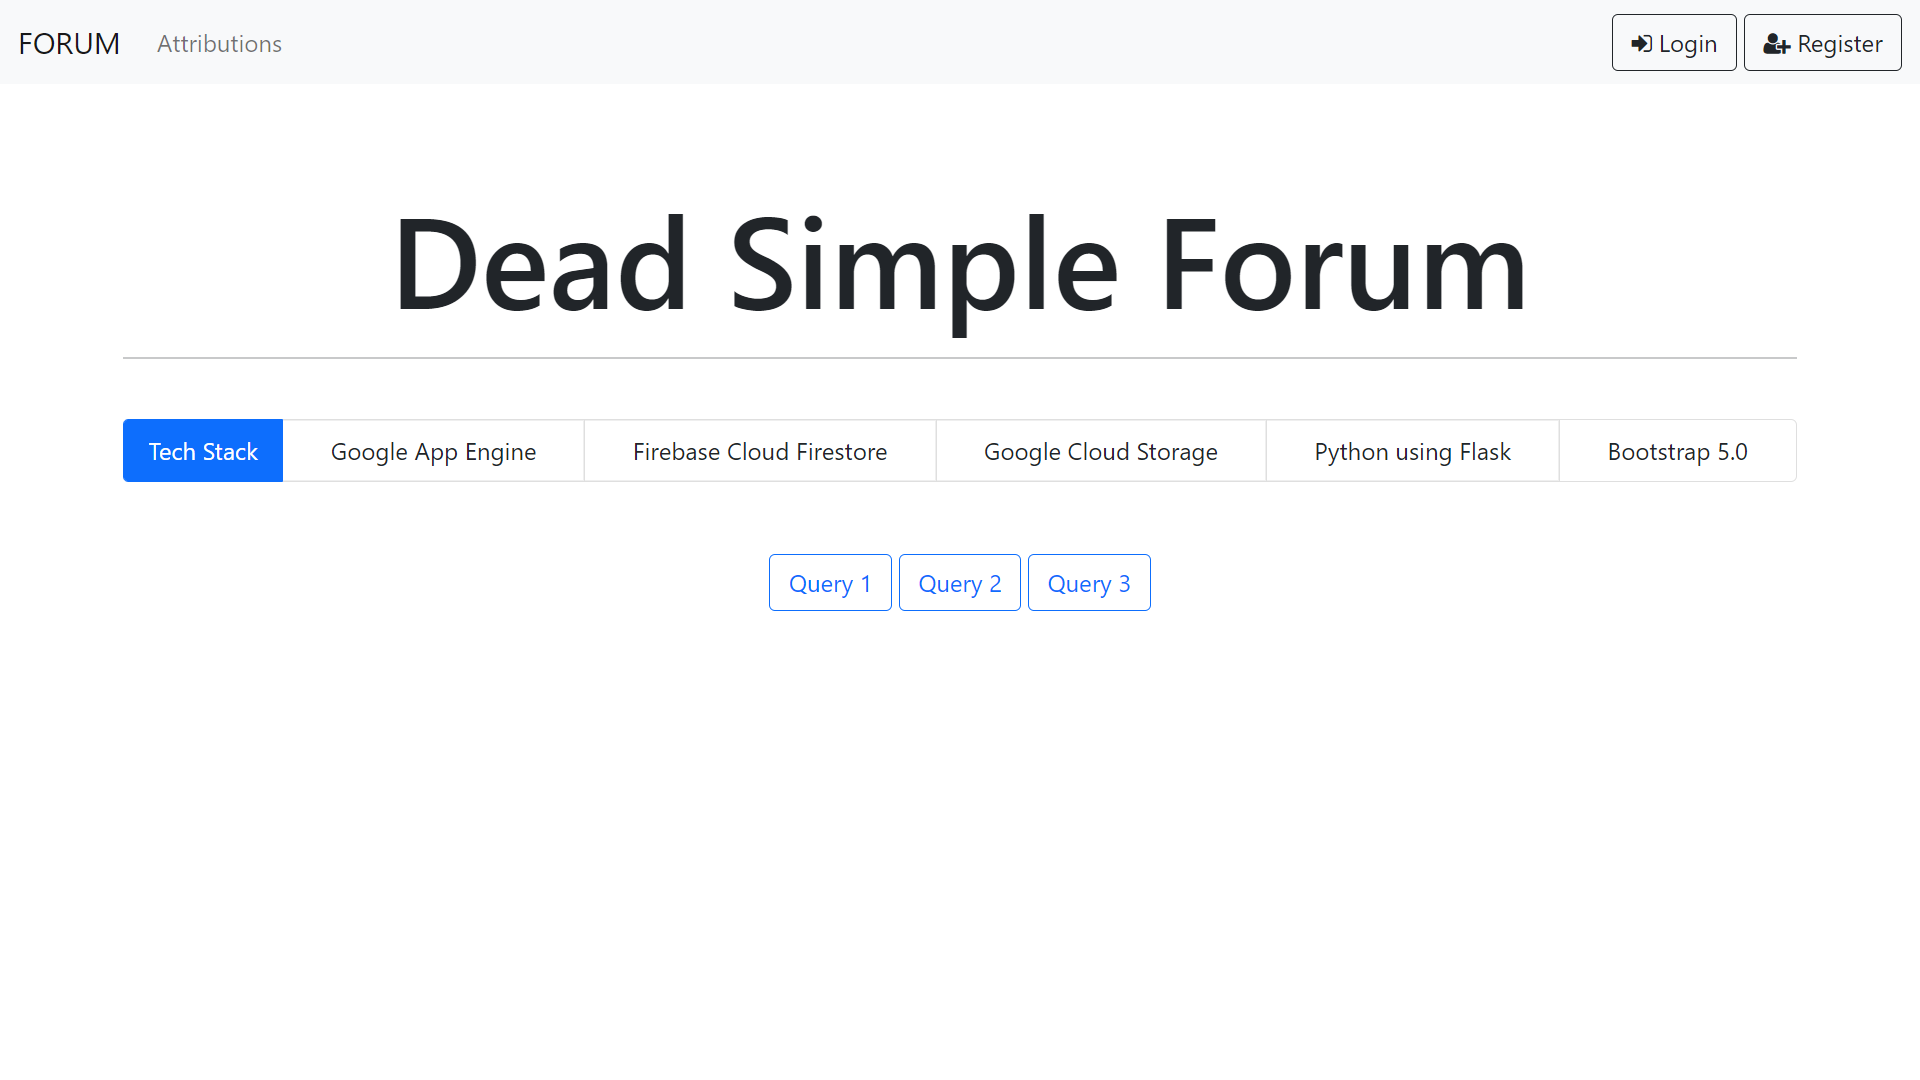 FORUM Attributions Login Register
Dead Simple Forum
Tech Stack Google App Engine Firebase Cloud Firestore Google Cloud Storage Python using Flask Bootstrap 5.0
Query 1 Query 2 Query 3